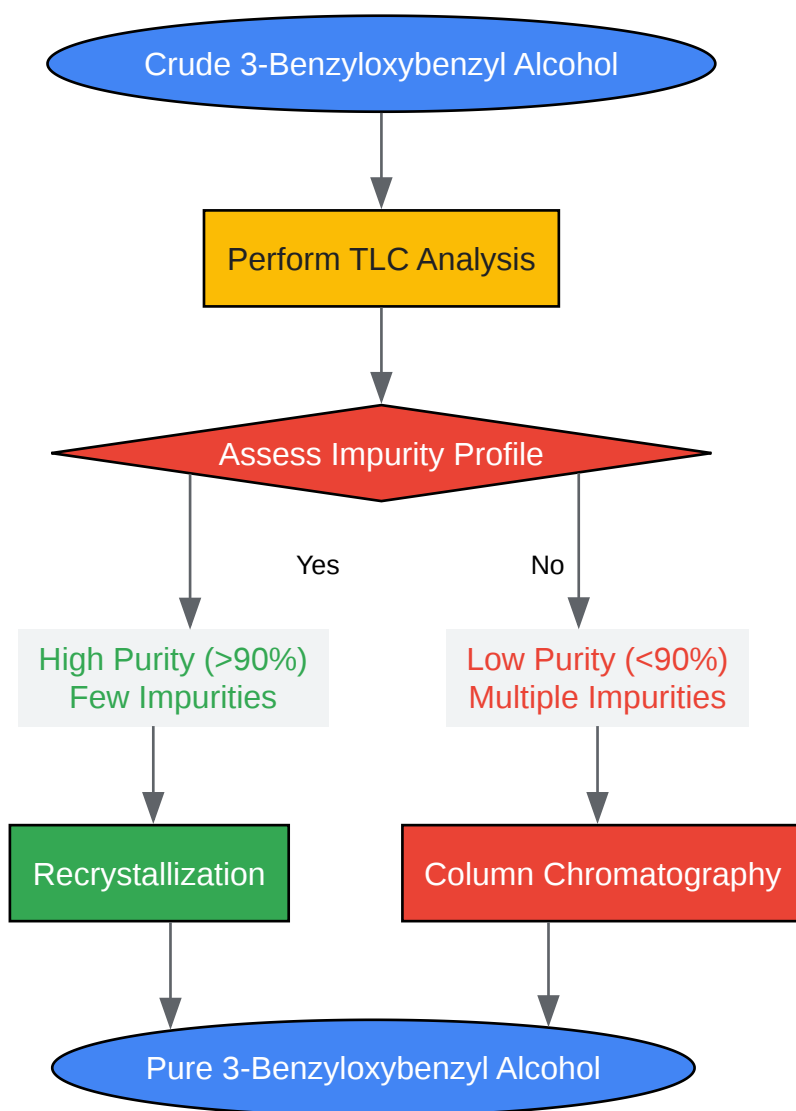 Crude 3-Benzyloxybenzyl Alcohol
Perform TLC Analysis
Assess Impurity Profile
Yes
No
High Purity (>90%)
Few Impurities
Low Purity (<90%)
Multiple Impurities
Recrystallization
Column Chromatography
Pure 3-Benzyloxybenzyl Alcohol